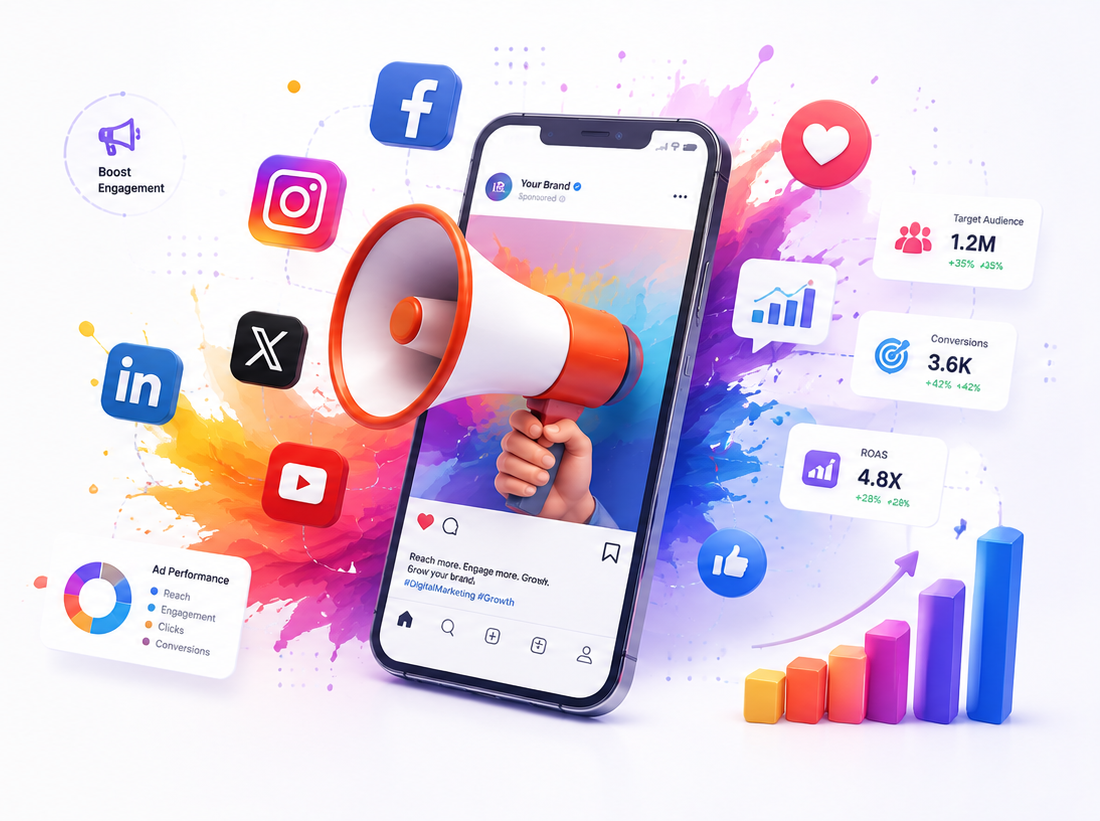 Boost
Engagement
f
in
X
Your Brand
Sponsored
Reach more. Engage more. Growth.
Grow your brand.
#DigitalMarketing #Growth
Target Audience
1.2M
+35% +35%
Conversions
3.6K
+42% +42%
ROAS
4.8X
+28% +28%
Ad Performance
Reach
Engagement
Clicks
Conversions